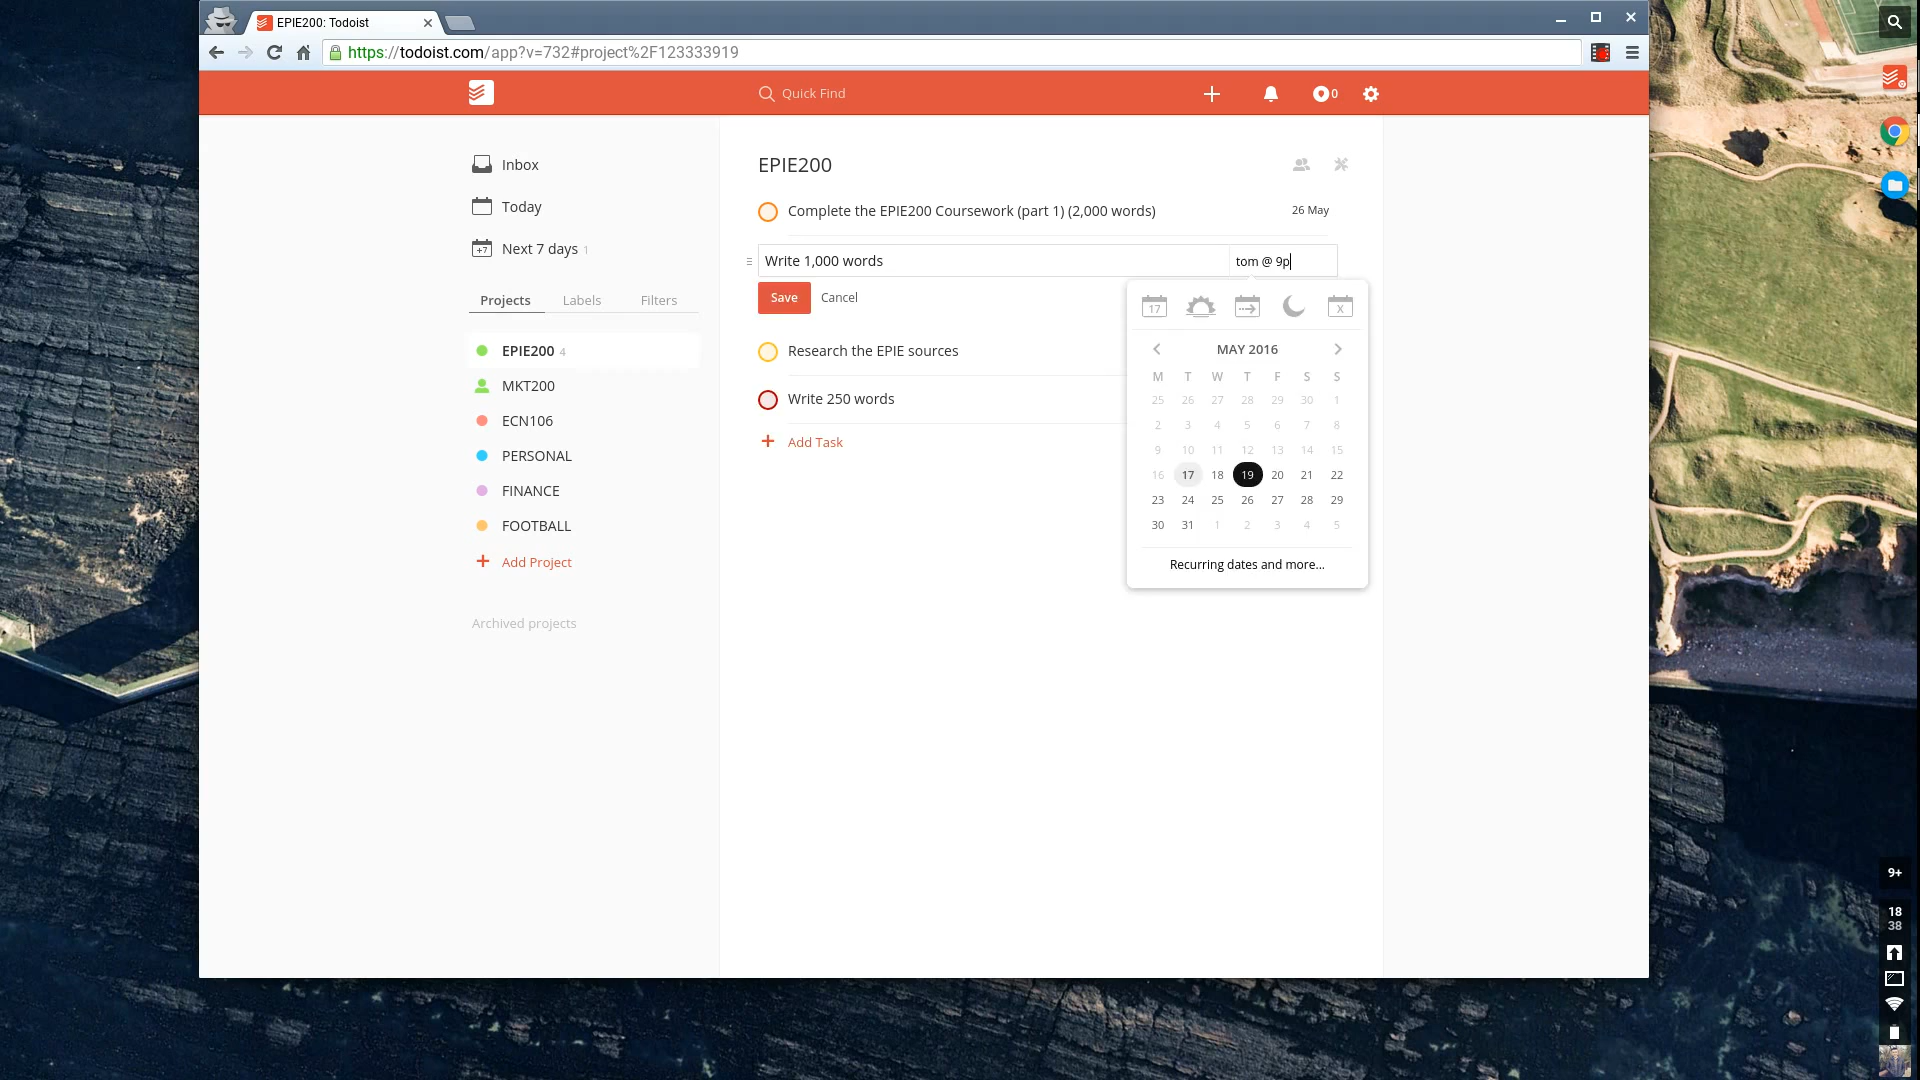 EPIE200: Todoist
https://todoist.com/app?v=732#project%2F123333919
Quick Find
0
Inbox
Today
+7
Next 7 days 1
Projects Labels Filters
EPIE200 4
MKT200
ECN106
PERSONAL
FINANCE
FOOTBALL
Add Project
Archived projects
EPIE200
Complete the EPIE200 Coursework (part 1) (2,000 words) 26 May
Write 1,000 words tom @ 9p
Save Cancel
Research the EPIE sources
Write 250 words
Add Task
17 X
MAY 2016
M T W T F S S
25 26 27 28 29 30 1
2 3 4 5 6 7 8
9 10 11 12 13 14 15
16 17 18 19 20 21 22
23 24 25 26 27 28 29
30 31 1 2 3 4 5
Recurring dates and more...
9+
18
38